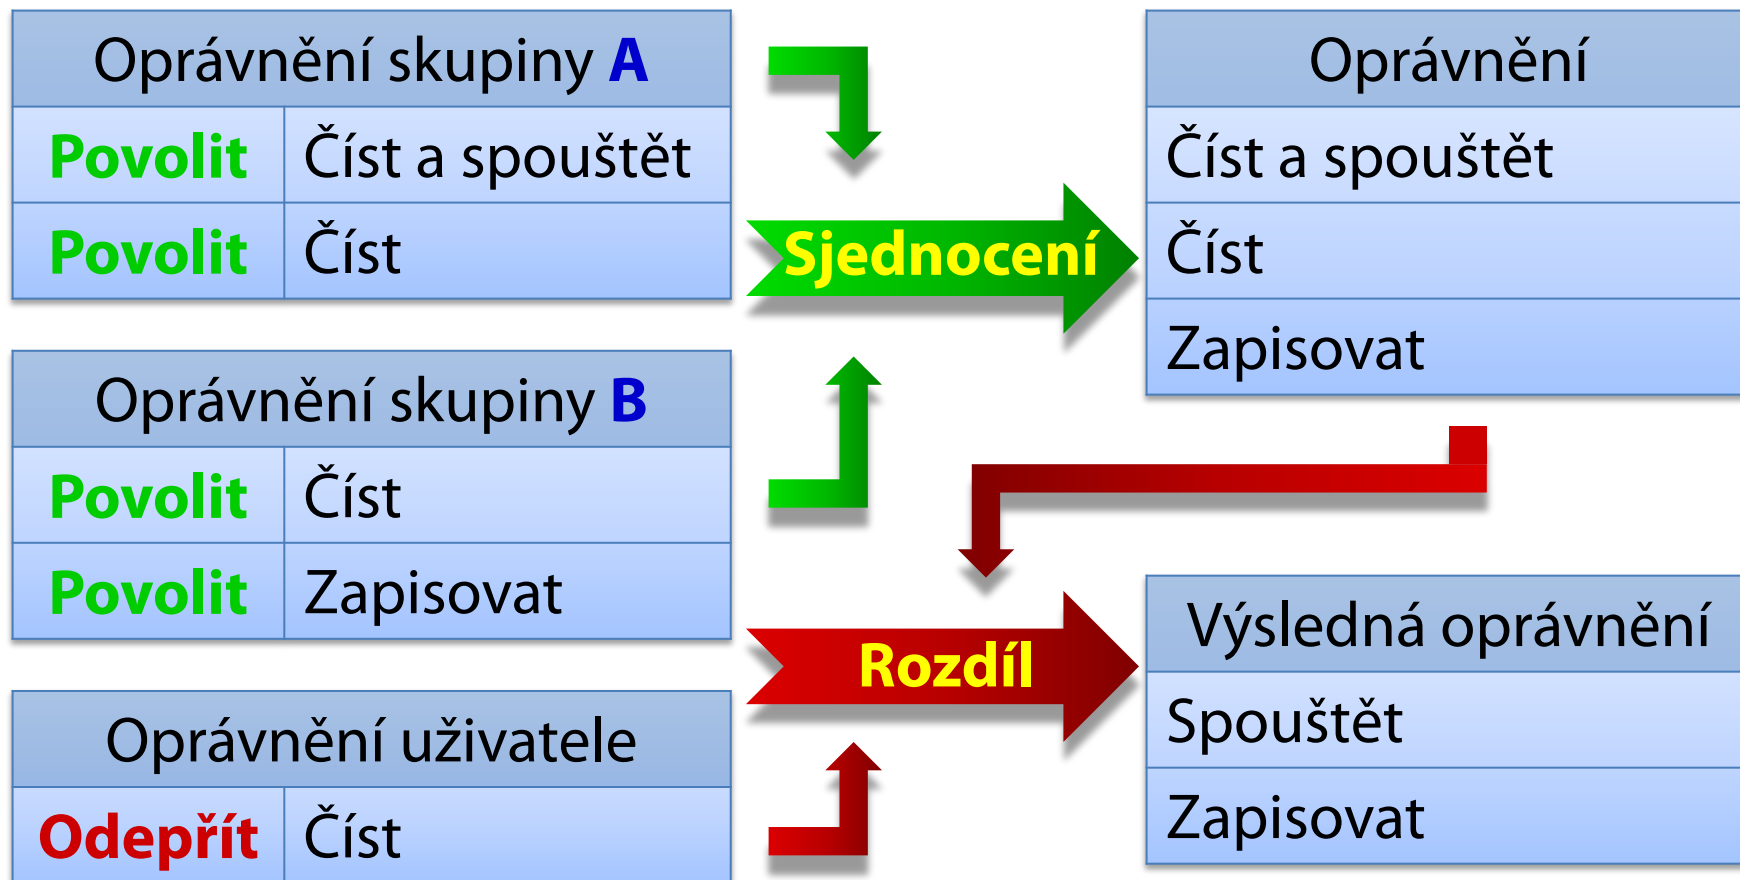 Oprávnění skupiny A
Povolit Číst a spouštět
Povolit Číst
Oprávnění skupiny B
Povolit Číst
Povolit Zapisovat
Oprávnění uživatele
Odepřít Číst
Sjednocení
Rozdíl
Oprávnění
Číst a spouštět
Číst
Zapisovat
Výsledná oprávnění
Spouštět
Zapisovat